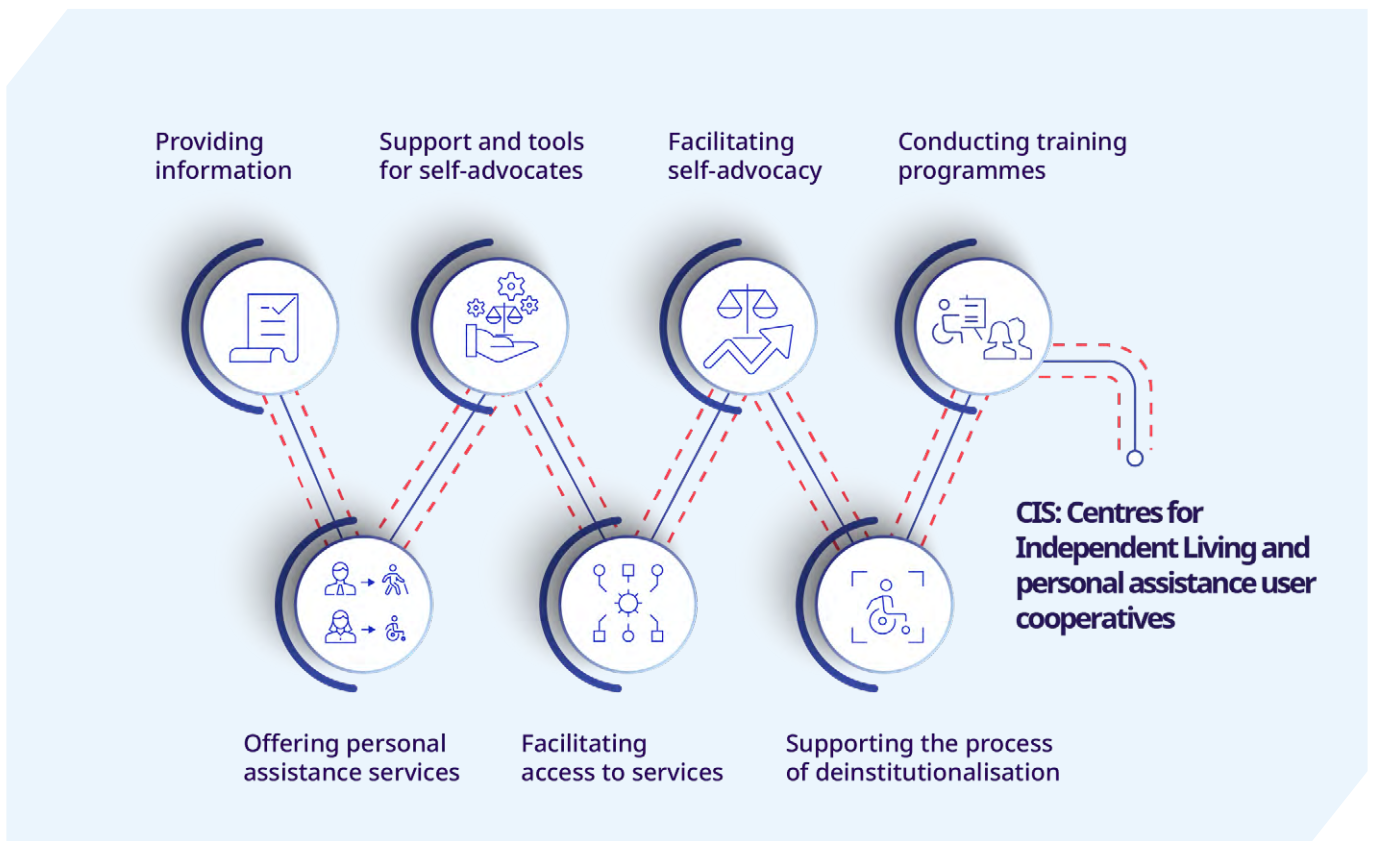 Providing
information
Support and tools
for self-advocates
Facilitating
self-advocacy
Conducting training
programmes
CIS: Centres for
Independent Living and
personal assistance user
cooperatives
Offering personal
assistance services
Facilitating
access to services
Supporting the process
of deinstitutionalisation